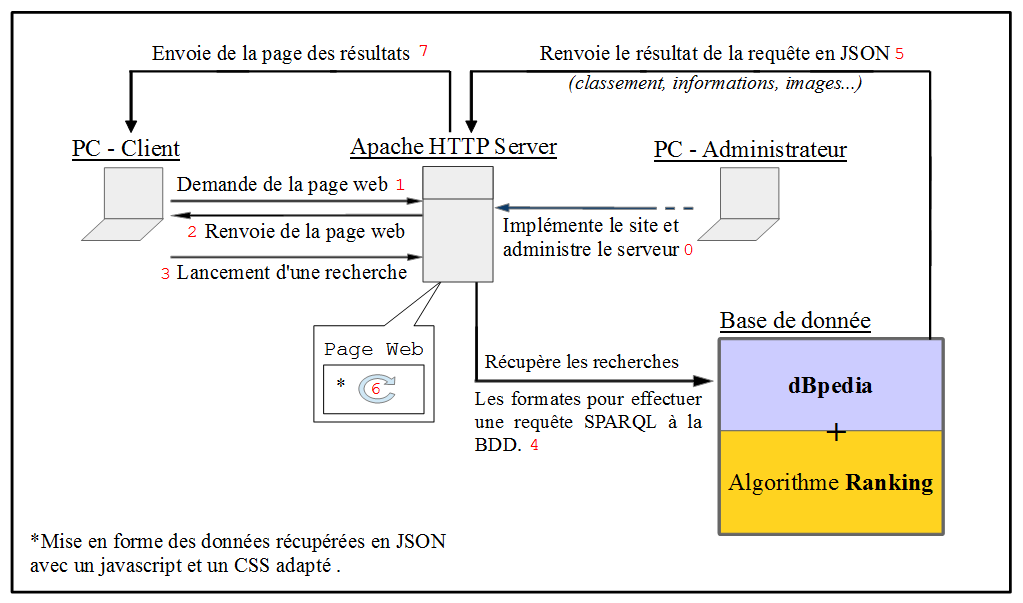 Envoie de la page des résultats 7
Renvoie le résultat de la requête en JSON 5
(classement, informations, images...)
PC - Client
Apache HTTP Server
PC - Administrateur
Demande de la page web 1
2 Renvoie de la page web
3 Lancement d'une recherche
Implémente le site et
administre le serveur 0
Page Web
* 6
Récupère les recherches
Les formates pour effectuer
une requête SPARQL à la
BDD. 4
Base de donnée
dBpedia
+
Algorithme Ranking
*Mise en forme des données récupérées en JSON
avec un javascript et un CSS adapté .